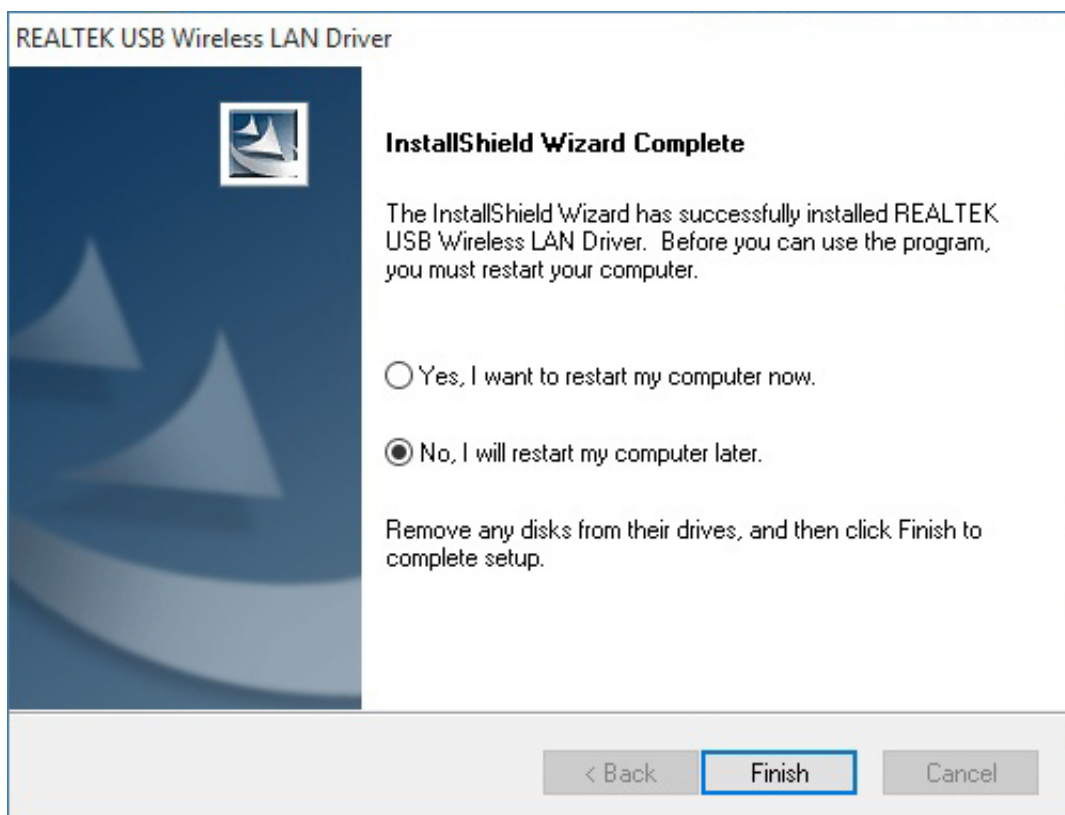 REALTEK USB Wireless LAN Driver
InstallShield Wizard Complete
The InstallShield Wizard has successfully installed REALTEK
USB Wireless LAN Driver.  Before you can use the program,
you must restart your computer.
Yes, I want to restart my computer now.
No, I will restart my computer later.
Remove any disks from their drives, and then click Finish to
complete setup.
< Back Finish Cancel